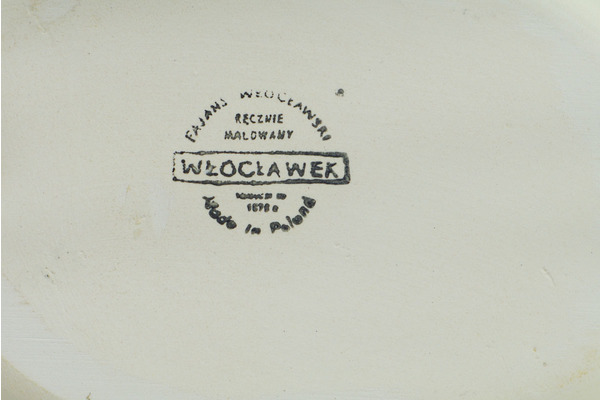 FAJANS WŁOCŁAWSKI
RĘCZNIE
MALOWANY
WŁOCŁAWEK
1873 r
Made in Poland